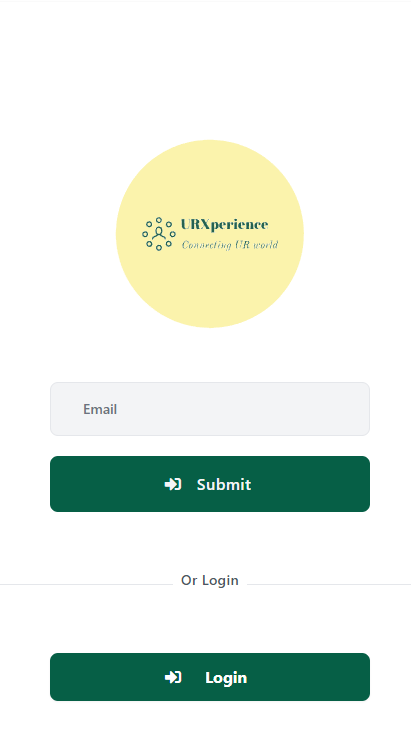 URXperience
Connecting UR world
Email
Submit
Or Login
Login